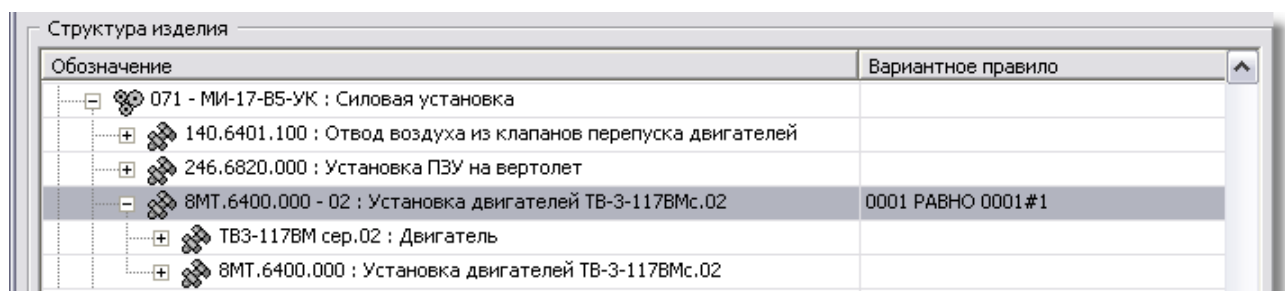 Структура изделия
Обозначение Вариантное правило
071 - МИ-17-В5-УК : Силовая установка
140.6401.100 : Отвод воздуха из клапанов перепуска двигателей
246.6820.000 : Установка ПЗУ на вертолет
8МТ.6400.000 - 02 : Установка двигателей ТВ-3-117ВМс.02 0001 РАВНО 0001#1
ТВ3-117ВМ сер.02 : Двигатель
8МТ.6400.000 : Установка двигателей ТВ-3-117ВМс.02